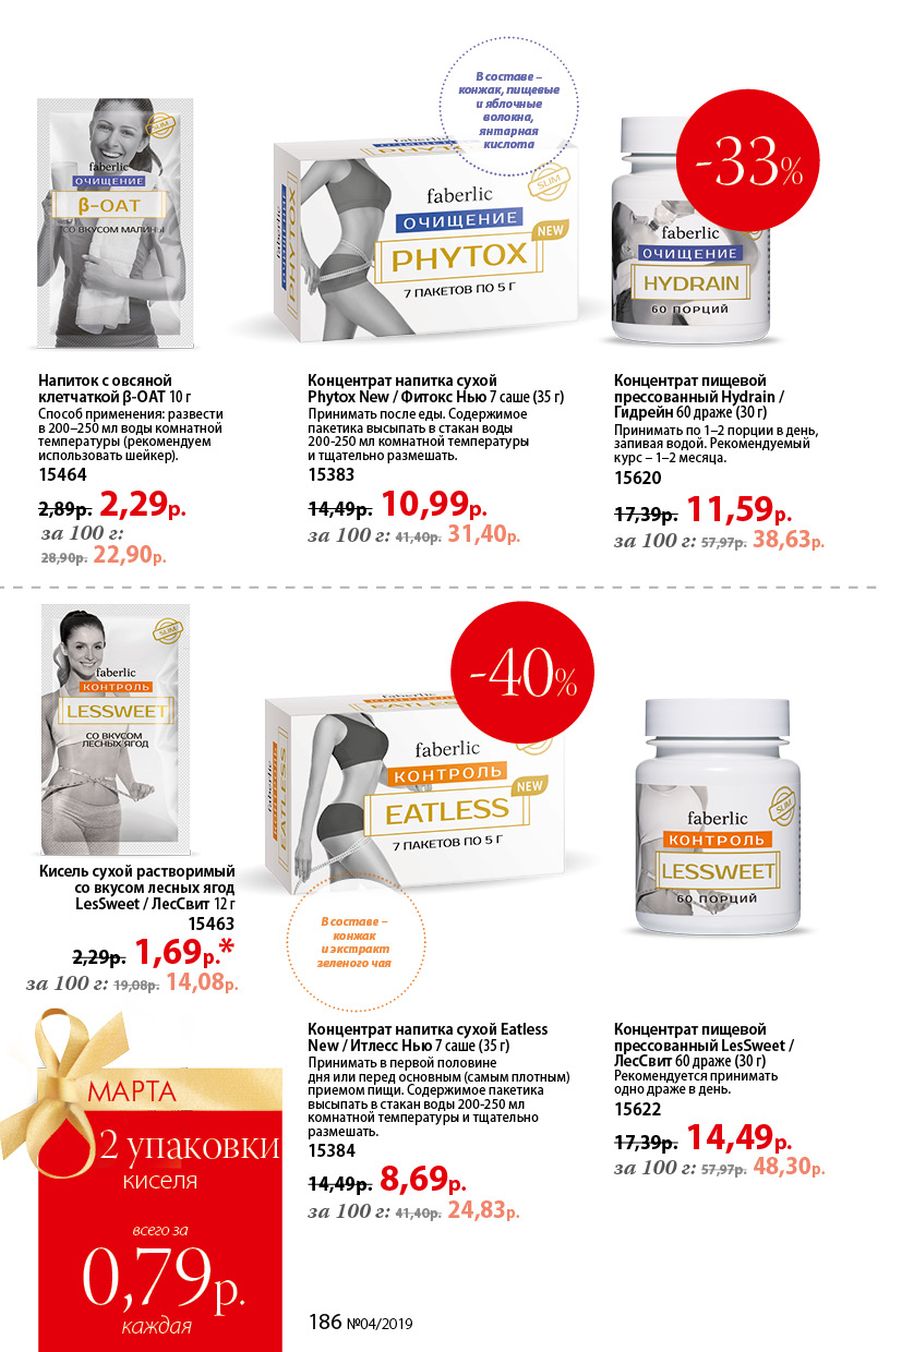 В составе –
конжак, пищевые
и яблочные
волокна,
янтарная
кислота
-33%
faberlic
ОЧИЩЕНИЕ
β-OAT
СО ВКУСОМ МАЛИНЫ
SLIM
faberlic
PHYTOX
faberlic
ОЧИЩЕНИЕ
PHYTOX
NEW
7 ПАКЕТОВ ПО 5 Г
SLIM
faberlic
ОЧИЩЕНИЕ
HYDRAIN
60 ПОРЦИЙ
Напиток с овсяной
клетчаткой β-OAT 10 г
Способ применения: развести
в 200–250 мл воды комнатной
температуры (рекомендуем
использовать шейкер).
15464
2,89р. 2,29р.
за 100 г:
28,90р. 22,90р.
Концентрат напитка сухой
Phytox New / Фитокс Нью 7 саше (35 г)
Принимать после еды. Содержимое
пакетика высыпать в стакан воды
200-250 мл комнатной температуры
и тщательно размешать.
15383
14,49р. 10,99р.
за 100 г: 41,40р. 31,40р.
Концентрат пищевой
прессованный Hydrain /
Гидрейн 60 драже (30 г)
Принимать по 1–2 порции в день,
запивая водой. Рекомендуемый
курс – 1–2 месяца.
15620
17,39р. 11,59р.
за 100 г: 57,97р. 38,63р.
faberlic
КОНТРОЛЬ
LESSWEET
СО ВКУСОМ
ЛЕСНЫХ ЯГОД
SLIM
-40%
faberlic
EATLESS
EATLESS
faberlic
КОНТРОЛЬ
EATLESS
NEW
7 ПАКЕТОВ ПО 5 Г
faberlic
КОНТРОЛЬ
LESSWEET
60 ПОРЦИЙ
SLIM
Кисель сухой растворимый
со вкусом лесных ягод
LesSweet / ЛесСвит 12 г
15463
2,29р. 1,69р.*
за 100 г: 19,08р. 14,08р.
В составе –
конжак
и экстракт
зеленого чая
МАРТА
2 упаковки
киселя
всего за
0,79р.
каждая
Концентрат напитка сухой Eatless
New / Итлесс Нью 7 саше (35 г)
Принимать в первой половине
дня или перед основным (самым плотным)
приемом пищи. Содержимое пакетика
высыпать в стакан воды 200-250 мл
комнатной температуры и тщательно
размешать.
15384
14,49р. 8,69р.
за 100 г: 41,40р. 24,83р.
Концентрат пищевой
прессованный LesSweet /
ЛесСвит 60 драже (30 г)
Рекомендуется принимать
одно драже в день.
15622
17,39р. 14,49р.
за 100 г: 57,97р. 48,30р.
186 №04/2019